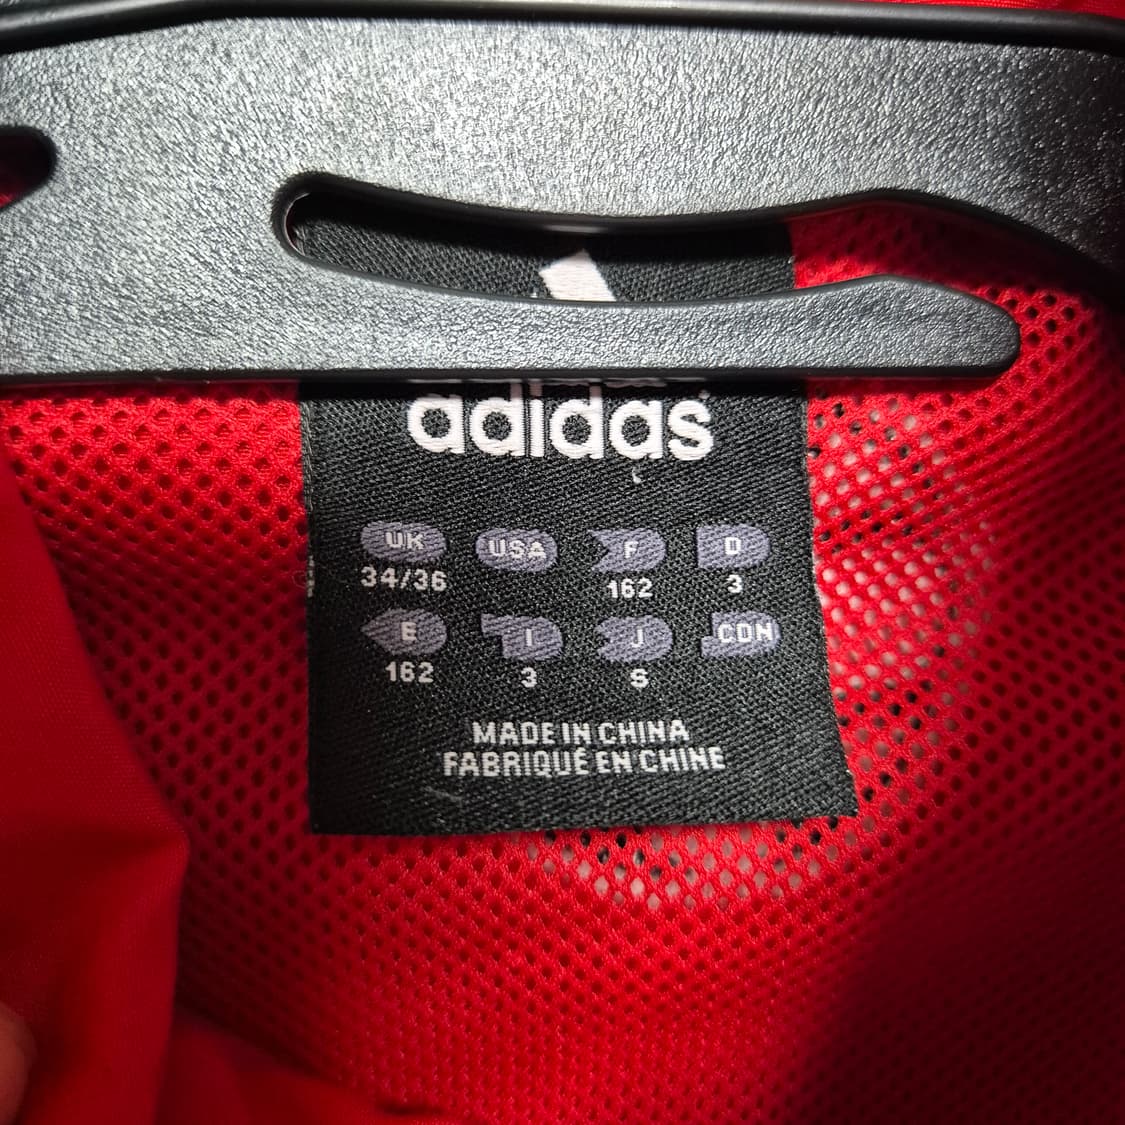 adidas
UK USA F D
34/36 162 3
E I J CDN
162 3 S
MADE IN CHINA
FABRIQUÉ EN CHINE